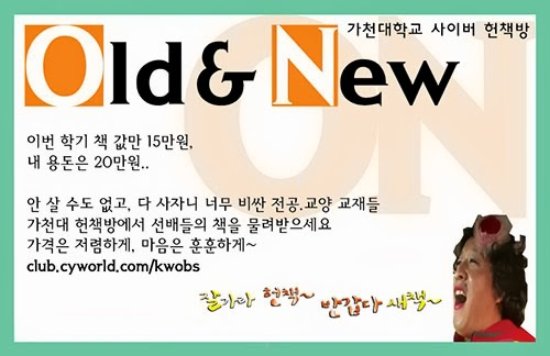 가천대학교 사이버 헌책방
Old & New
이번 학기 책 값만 15만원,
내 용돈은 20만원..
안 살 수도 없고, 다 사자니 너무 비싼 전공.교양 교재들
가천대 헌책방에서 선배들의 책을 물려받으세요
가격은 저렴하게, 마음은 훈훈하게~
club.cyworld.com/kwobs
잘가라 헌책~ 반갑다 새책~